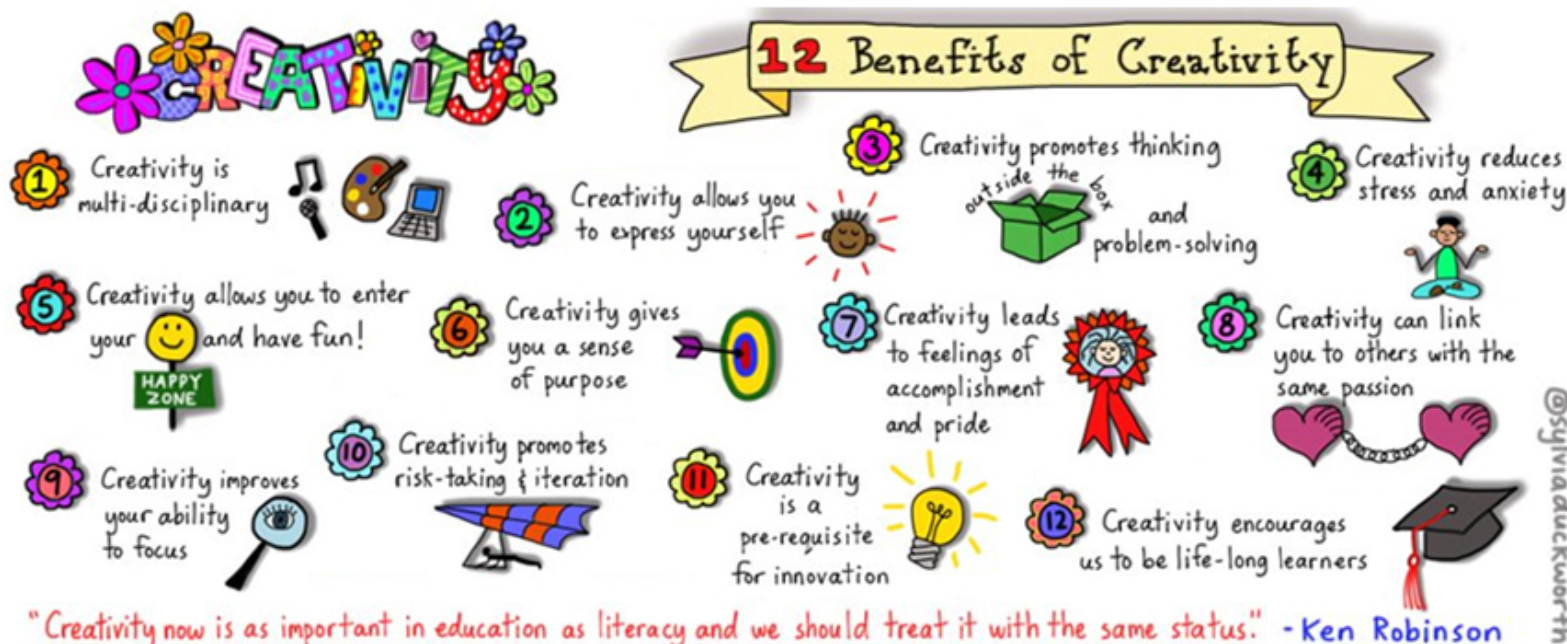 CREATIVITY
12 Benefits of Creativity
1
Creativity is
multi-disciplinary
2
Creativity allows you
to express yourself
3
Creativity promotes thinking
outside the box
and
problem-solving
4
Creativity reduces
stress and anxiety
5
Creativity allows you to enter
your and have fun!
HAPPY
ZONE
6
Creativity gives
you a sense
of purpose
7
Creativity leads
to feelings of
accomplishment
and pride
8
Creativity can link
you to others with the
same passion
9
Creativity improves
your ability
to focus
10
Creativity promotes
risk-taking & iteration
11
Creativity
is a
pre-requisite
for innovation
12
Creativity encourages
us to be life-long learners
@sylviaduckworth
"Creativity now is as important in education as literacy and we should treat it with the same status." - Ken Robinson